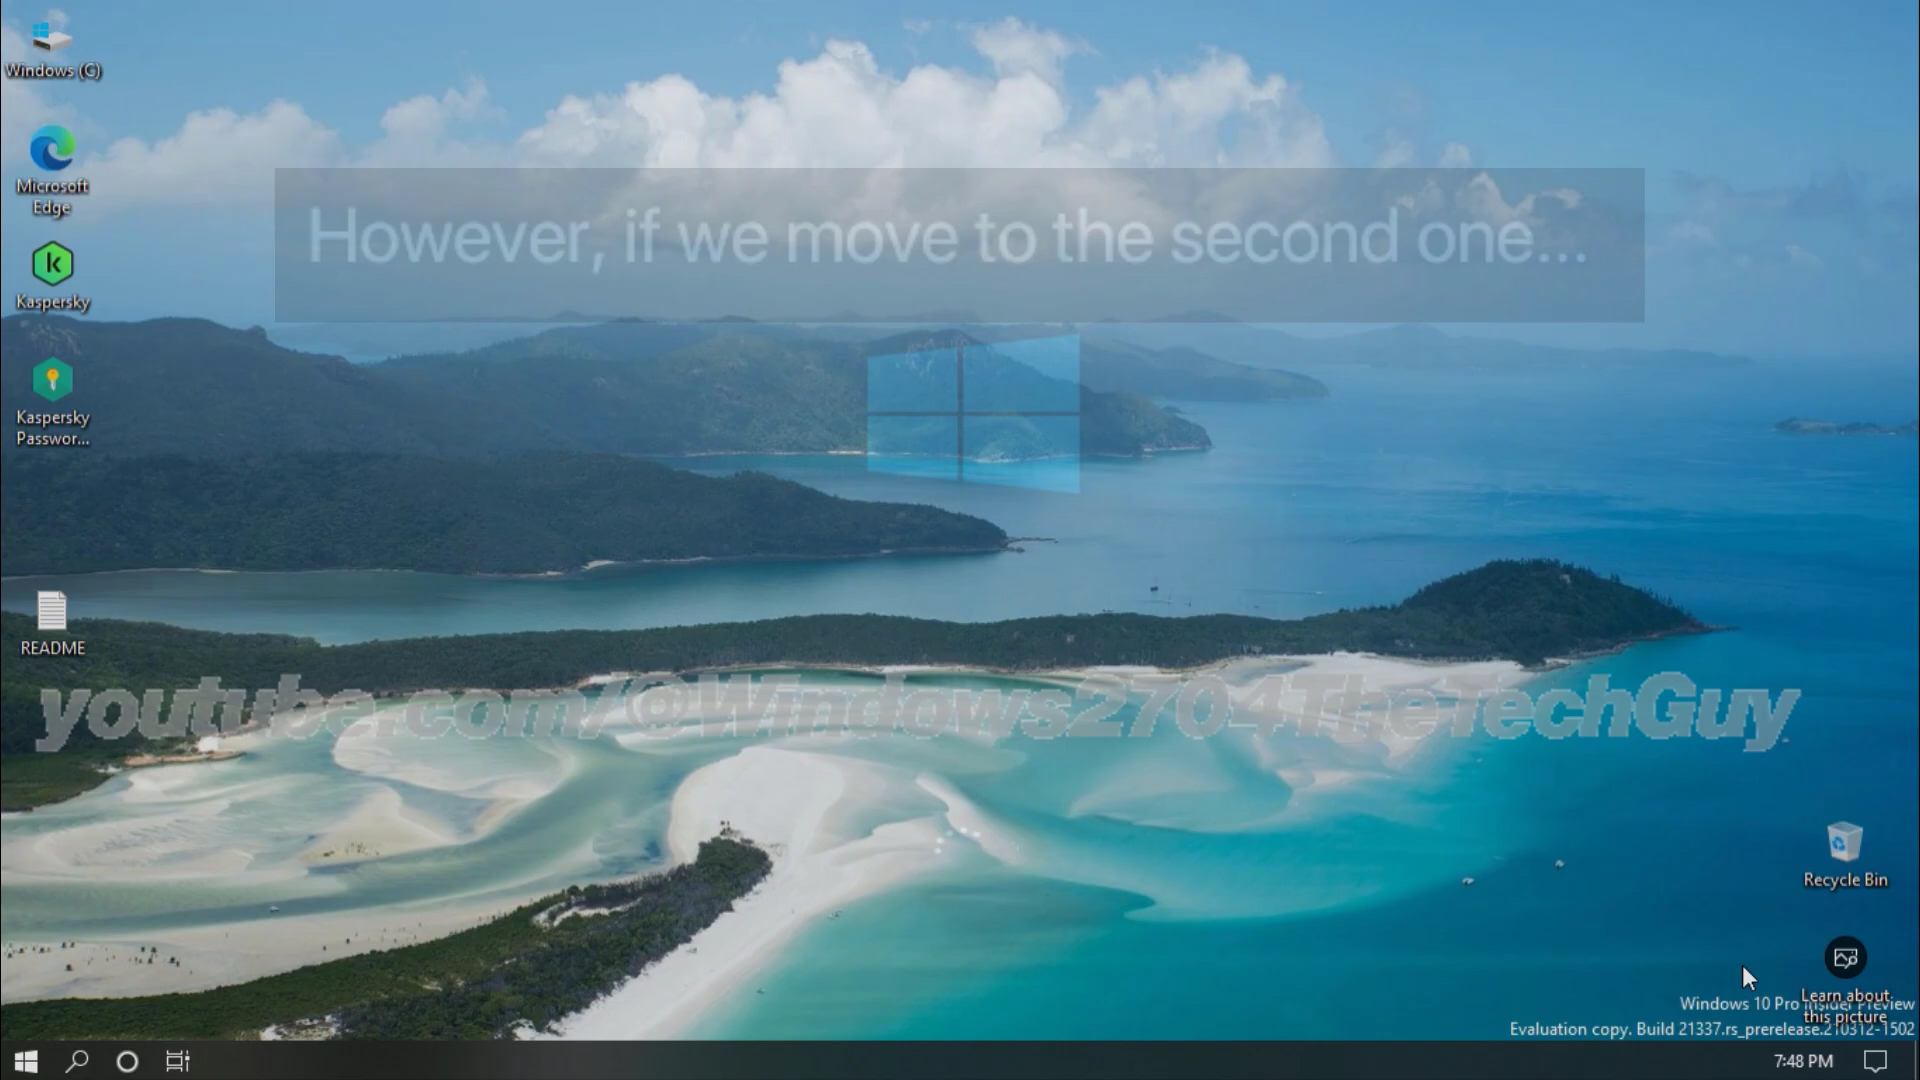 Windows (C)
Microsoft
Edge
Kaspersky
Kaspersky
Passwor...
README
However, if we move to the second one...
youtube.com/@Windows2704TheTechGuy
Recycle Bin
Learn about
this picture
Windows 10 Pro Insider Preview
Evaluation copy. Build 21337.rs_prerelease.210312-1502
7:48 PM